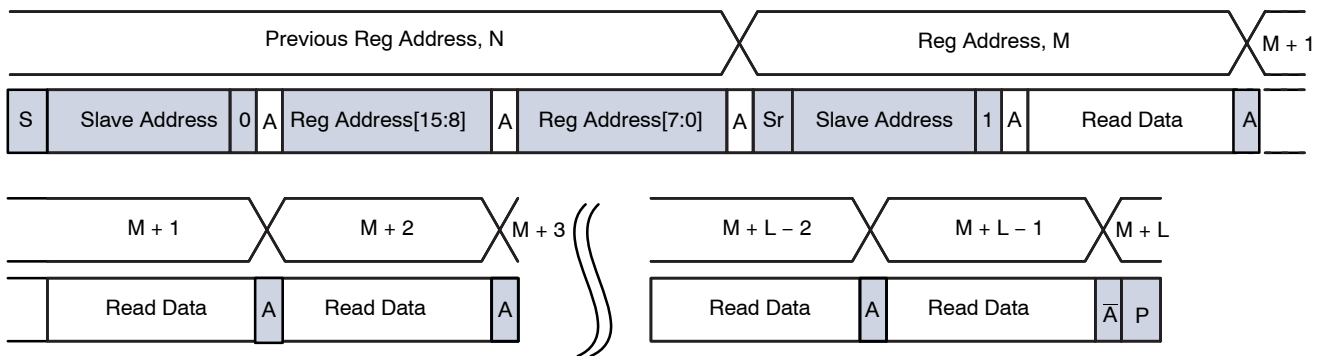 Previous Reg Address, N Reg Address, M M + 1
S Slave Address 0 A Reg Address[15:8] A Reg Address[7:0] A Sr Slave Address 1 A Read Data A
M + 1 M + 2 M + 3 M + L − 2 M + L − 1 M + L
Read Data A Read Data A Read Data A Read Data A̅ P